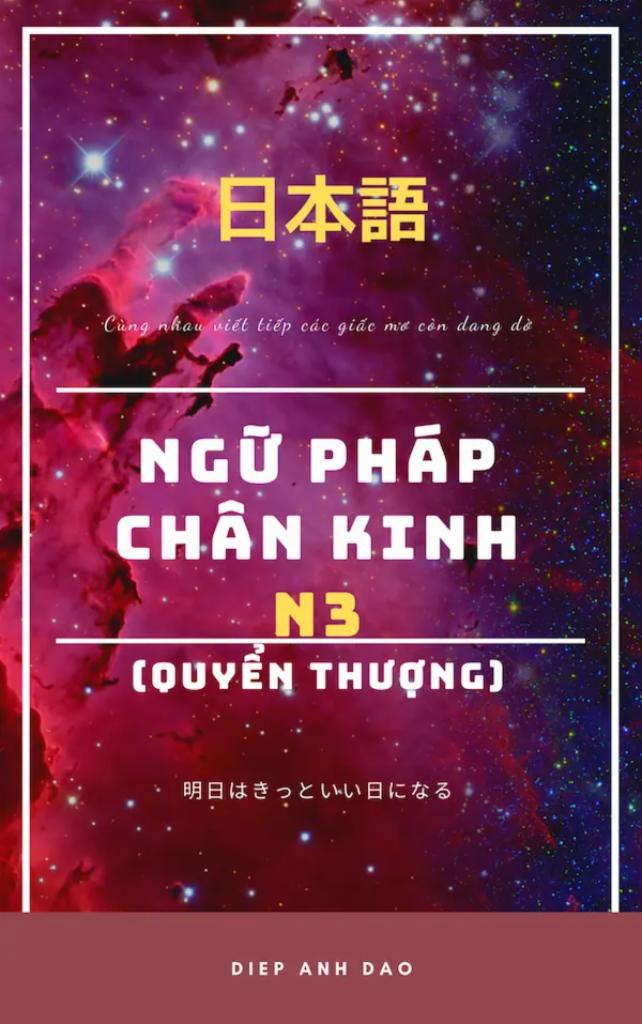 日本語
Cùng nhau viết tiếp các giấc mơ còn dang dở
NGỮ PHÁP
CHÂN KINH
N3
(QUYỂN THƯỢNG)
明日はきっといい日になる
DIEP ANH DAO